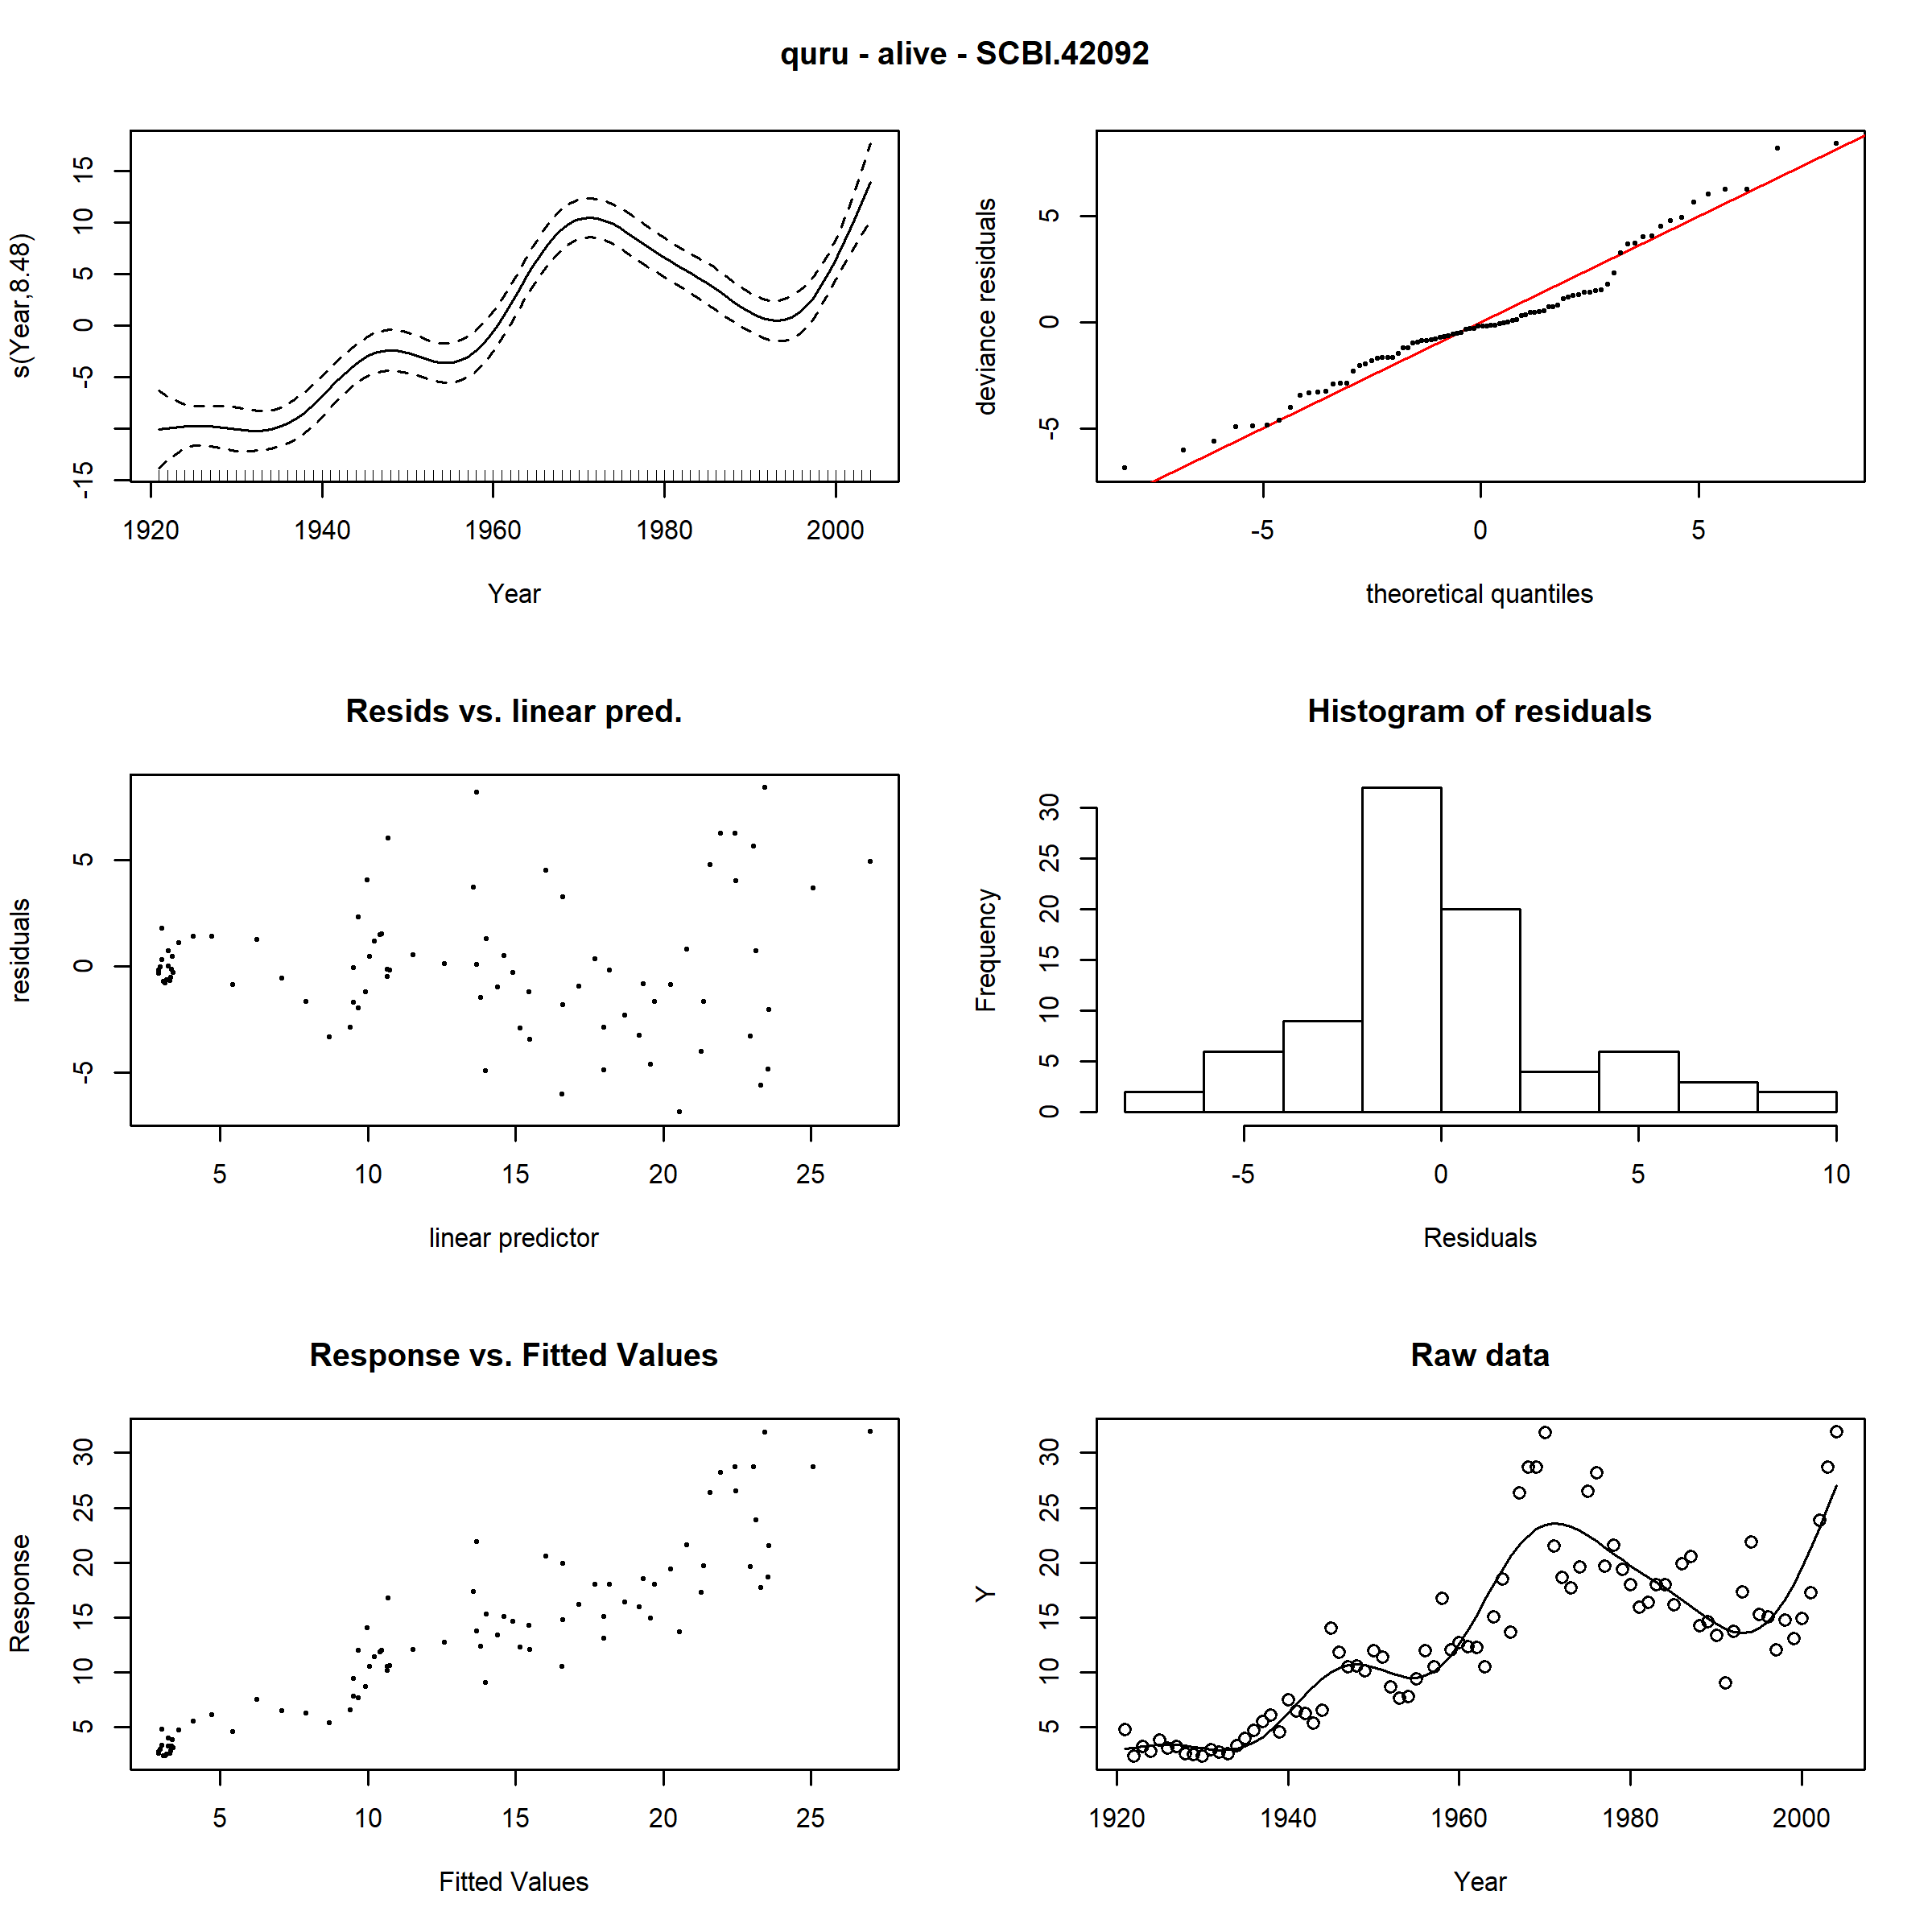 quru - alive - SCBI.42092
s(Year,8.48)
-15 -5 0 5 10 15
1920 1940 1960 1980 2000
Year
deviance residuals
-5 0 5
-5 0 5
theoretical quantiles
Resids vs. linear pred.
residuals
-5 0 5
5 10 15 20 25
linear predictor
Histogram of residuals
Frequency
0 5 10 15 20 25 30
-5 0 5 10
Residuals
Response vs. Fitted Values
Response
5 10 15 20 25 30
5 10 15 20 25
Fitted Values
Raw data
Y
5 10 15 20 25 30
1920 1940 1960 1980 2000
Year